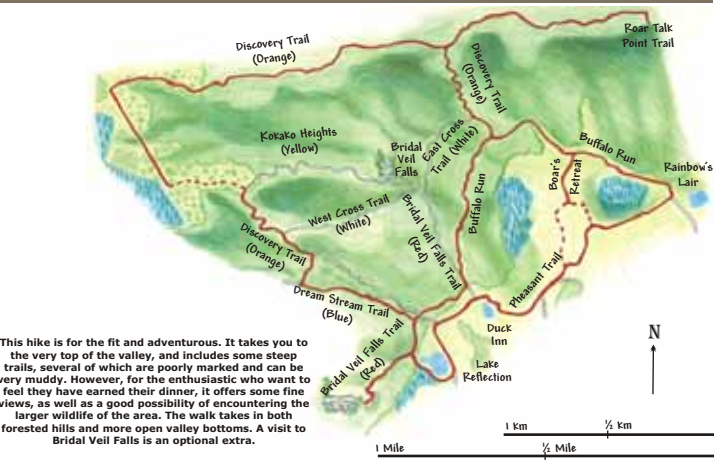 Discovery Trail
(Orange)
Roar Talk
Point Trail
Discovery Trail
(Orange)
Kokako Heights
(Yellow)
Bridal
Veil
Falls
East Cross
Trail (White)
Buffalo Run
Boar's
Retreat
Rainbow's
Lair
West Cross Trail
(White)
Bridal Veil Falls Trail
(Red)
Buffalo Run
Discovery Trail
(Orange)
Pheasant Trail
Dream Stream Trail
(Blue)
Duck
Inn
Bridal Veil Falls Trail
(Red)
Lake
Reflection
N
This hike is for the fit and adventurous. It takes you to
the very top of the valley, and includes some steep
trails, several of which are poorly marked and can be
very muddy. However, for the enthusiastic who want to
feel they have earned their dinner, it offers some fine
views, as well as a good possibility of encountering the
larger wildlife of the area. The walk takes in both
forested hills and more open valley bottoms. A visit to
Bridal Veil Falls is an optional extra.
1 km
½ Km
1 Mile
½ Mile